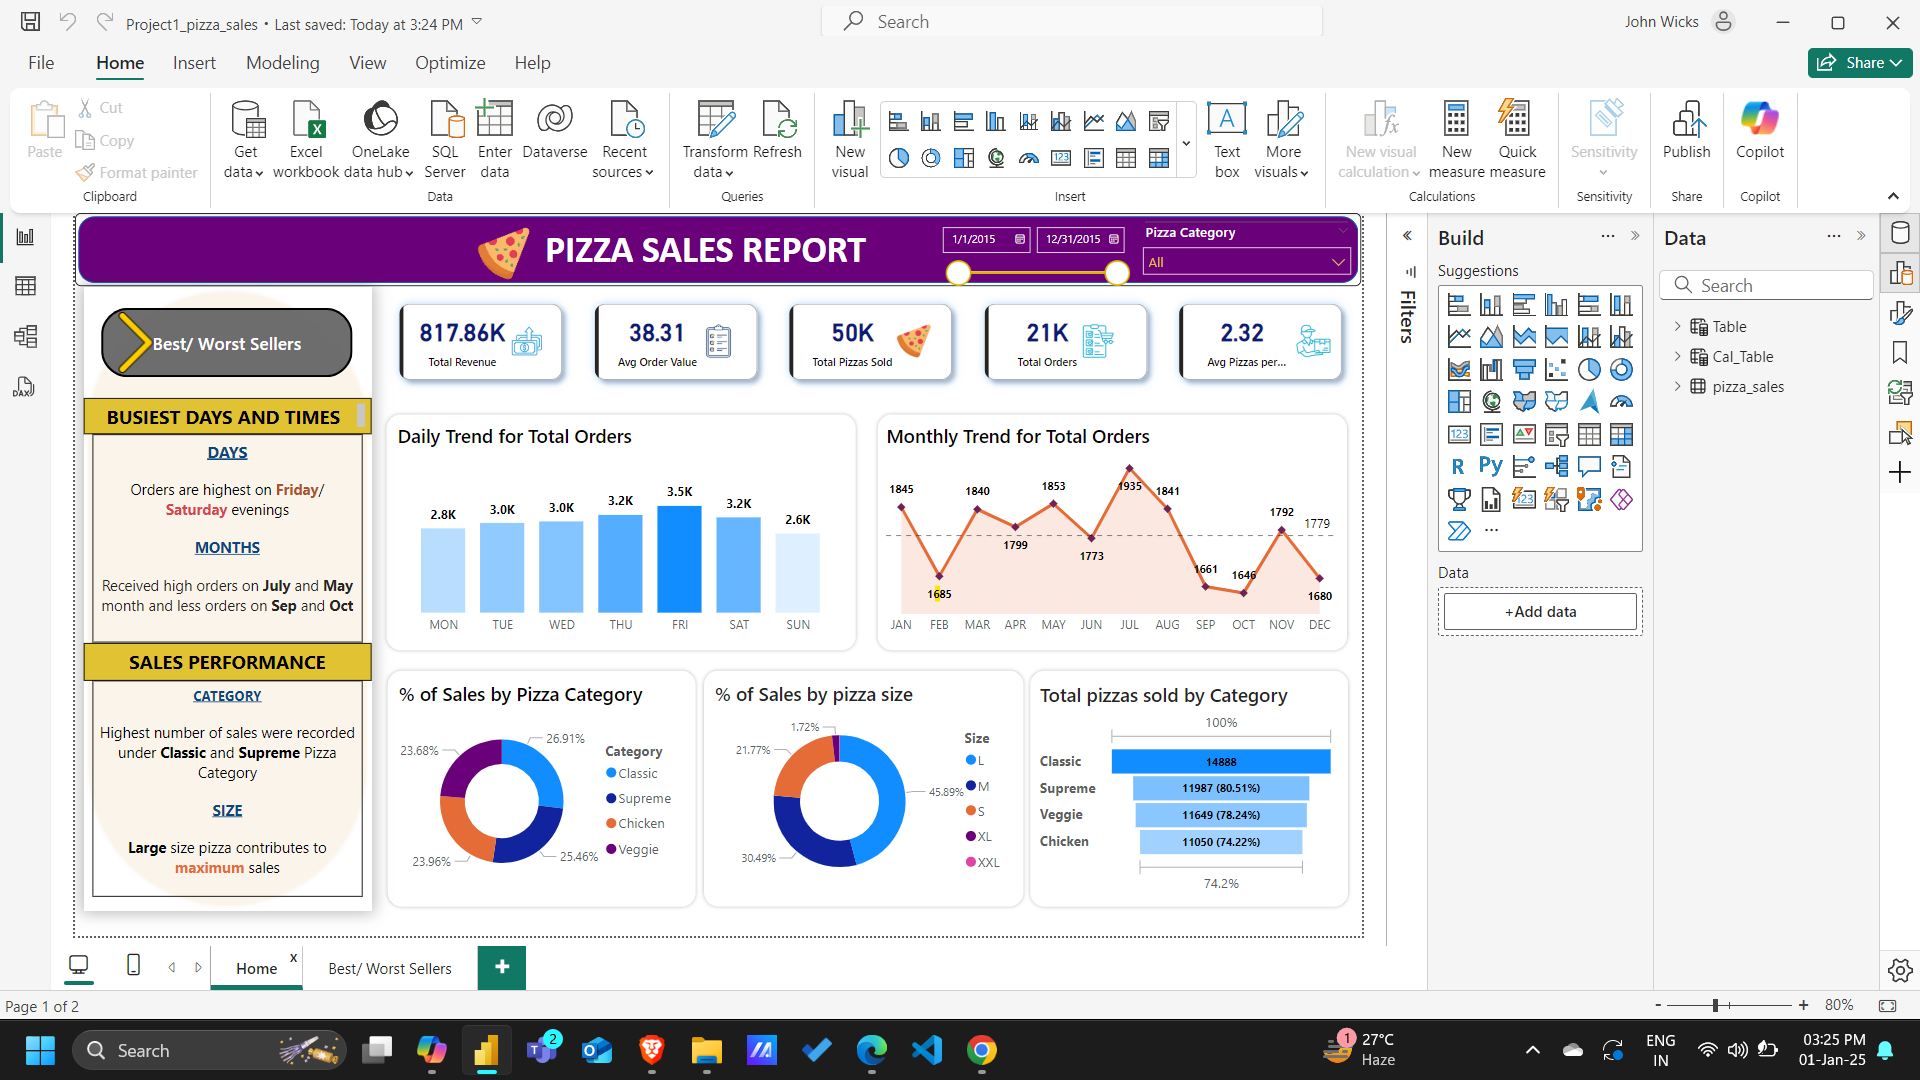 Project1_pizza_sales • Last saved: Today at 3:24 PM
Search
John Wicks
File
Home
Insert
Modeling
View
Optimize
Help
Share
Paste
Cut
Copy
Format painter
Clipboard
Get data
Excel workbook
OneLake data hub
SQL Server
Enter data
Dataverse
Recent sources
Data
Transform data
Refresh
Queries
New visual
Text box
More visuals
Insert
New visual calculation
New measure
Quick measure
Calculations
Sensitivity
Sensitivity
Publish
Share
Copilot
Copilot
PIZZA SALES REPORT
1/1/2015
12/31/2015
Pizza Category
All
Best/ Worst Sellers
817.86K
Total Revenue
38.31
Avg Order Value
50K
Total Pizzas Sold
21K
Total Orders
2.32
Avg Pizzas per...
BUSIEST DAYS AND TIMES
DAYS
Orders are highest on Friday/
Saturday evenings
MONTHS
Received high orders on July and May
month and less orders on Sep and Oct
SALES PERFORMANCE
CATEGORY
Highest number of sales were recorded
under Classic and Supreme Pizza
Category
SIZE
Large size pizza contributes to
maximum sales
Daily Trend for Total Orders
2.8K
3.0K
3.0K
3.2K
3.5K
3.2K
2.6K
MON TUE WED THU FRI SAT SUN
Monthly Trend for Total Orders
1845
1685
1840
1799
1853
1773
1935
1841
1661
1646
1792
1680
1779
JAN FEB MAR APR MAY JUN JUL AUG SEP OCT NOV DEC
% of Sales by Pizza Category
26.91%
25.46%
23.96%
23.68%
Category
Classic
Supreme
Chicken
Veggie
% of Sales by pizza size
1.72%
21.77%
45.89%
30.49%
Size
L
M
S
XL
XXL
Total pizzas sold by Category
100%
Classic 14888
Supreme 11987 (80.51%)
Veggie 11649 (78.24%)
Chicken 11050 (74.22%)
74.2%
Filters
Build
Suggestions
R
Py
123
123
...
Data
+Add data
Data
Search
Table
Cal_Table
pizza_sales
DAX
Home
x
Best/ Worst Sellers
+
Page 1 of 2
- + 80%
Search
2
1
27°C
Haze
ENG
IN
03:25 PM
01-Jan-25